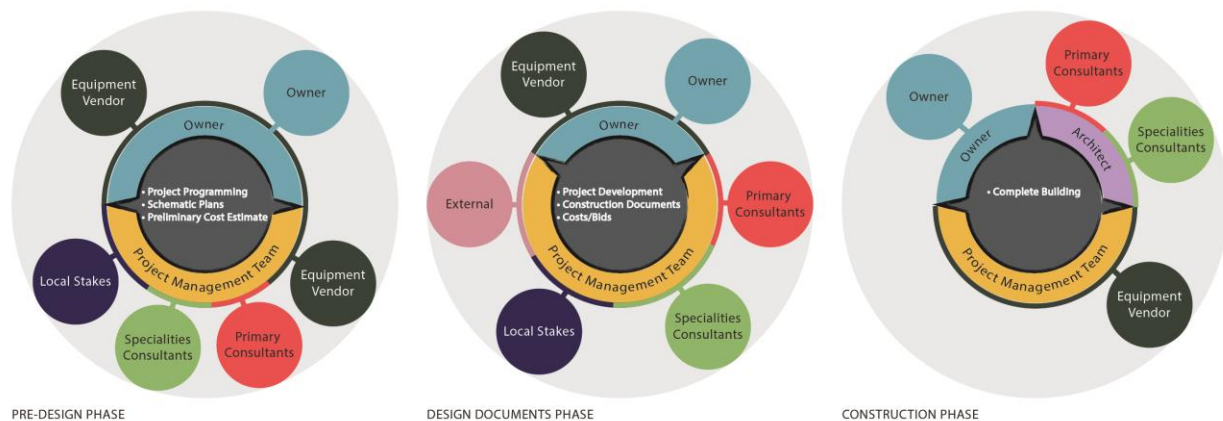 Equipment
Vendor
Owner
Owner
• Project Programming
• Schematic Plans
• Preliminary Cost Estimate
Project Management Team
Local Stakes
Equipment
Vendor
Specialities
Consultants
Primary
Consultants
PRE-DESIGN PHASE
Equipment
Vendor
Owner
Owner
External
• Project Development
• Construction Documents
• Costs/Bids
Primary
Consultants
Project Management Team
Local Stakes
Specialities
Consultants
DESIGN DOCUMENTS PHASE
Primary
Consultants
Owner
Specialities
Consultants
Owner
Architect
• Complete Building
Project Management Team
Equipment
Vendor
CONSTRUCTION PHASE